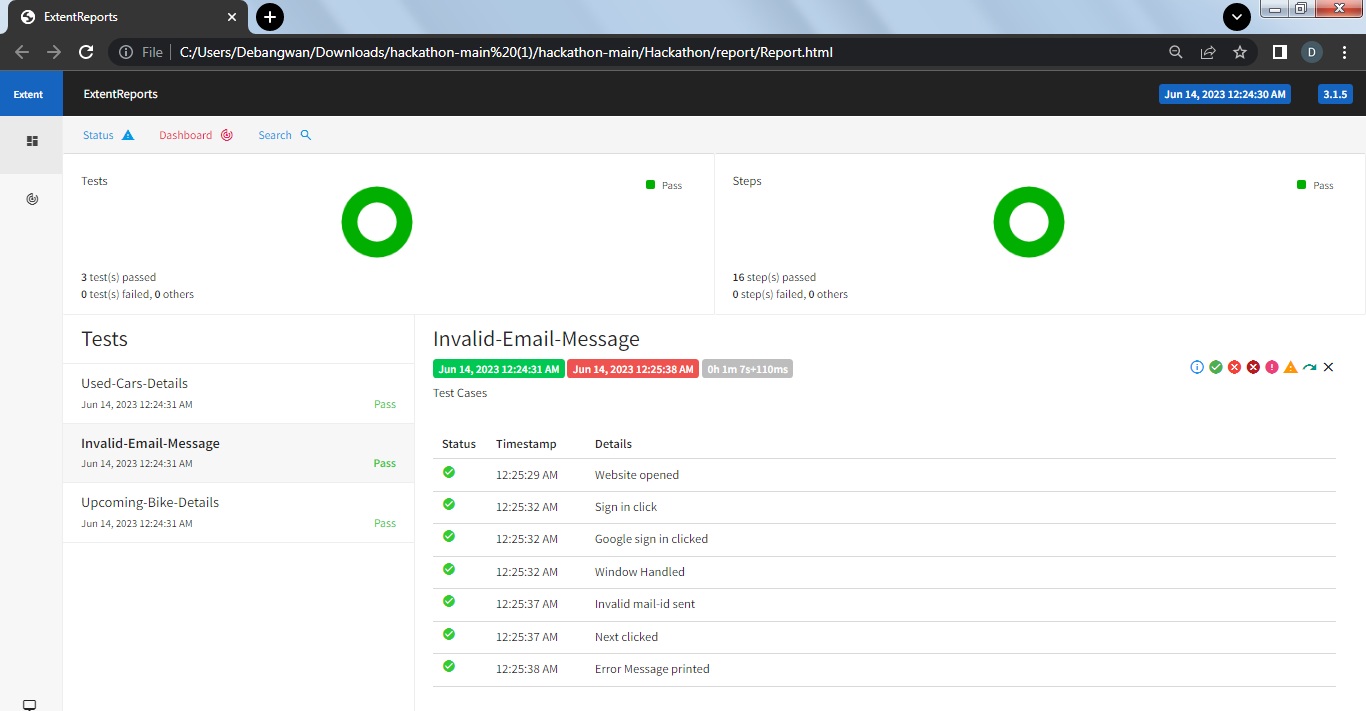 ExtentReports
File C:/Users/Debangwan/Downloads/hackathon-main%20(1)/hackathon-main/Hackathon/report/Report.html D
Extent ExtentReports Jun 14, 2023 12:24:30 AM 3.1.5
Status Dashboard Search
Tests Pass
3 test(s) passed
0 test(s) failed, 0 others
Steps Pass
16 step(s) passed
0 step(s) failed, 0 others
Tests
Used-Cars-Details
Jun 14, 2023 12:24:31 AM Pass
Invalid-Email-Message
Jun 14, 2023 12:24:31 AM Pass
Upcoming-Bike-Details
Jun 14, 2023 12:24:31 AM Pass
Invalid-Email-Message
Jun 14, 2023 12:24:31 AM Jun 14, 2023 12:25:38 AM 0h 1m 7s+110ms
Test Cases
Status Timestamp Details
12:25:29 AM Website opened
12:25:32 AM Sign in click
12:25:32 AM Google sign in clicked
12:25:32 AM Window Handled
12:25:37 AM Invalid mail-id sent
12:25:37 AM Next clicked
12:25:38 AM Error Message printed